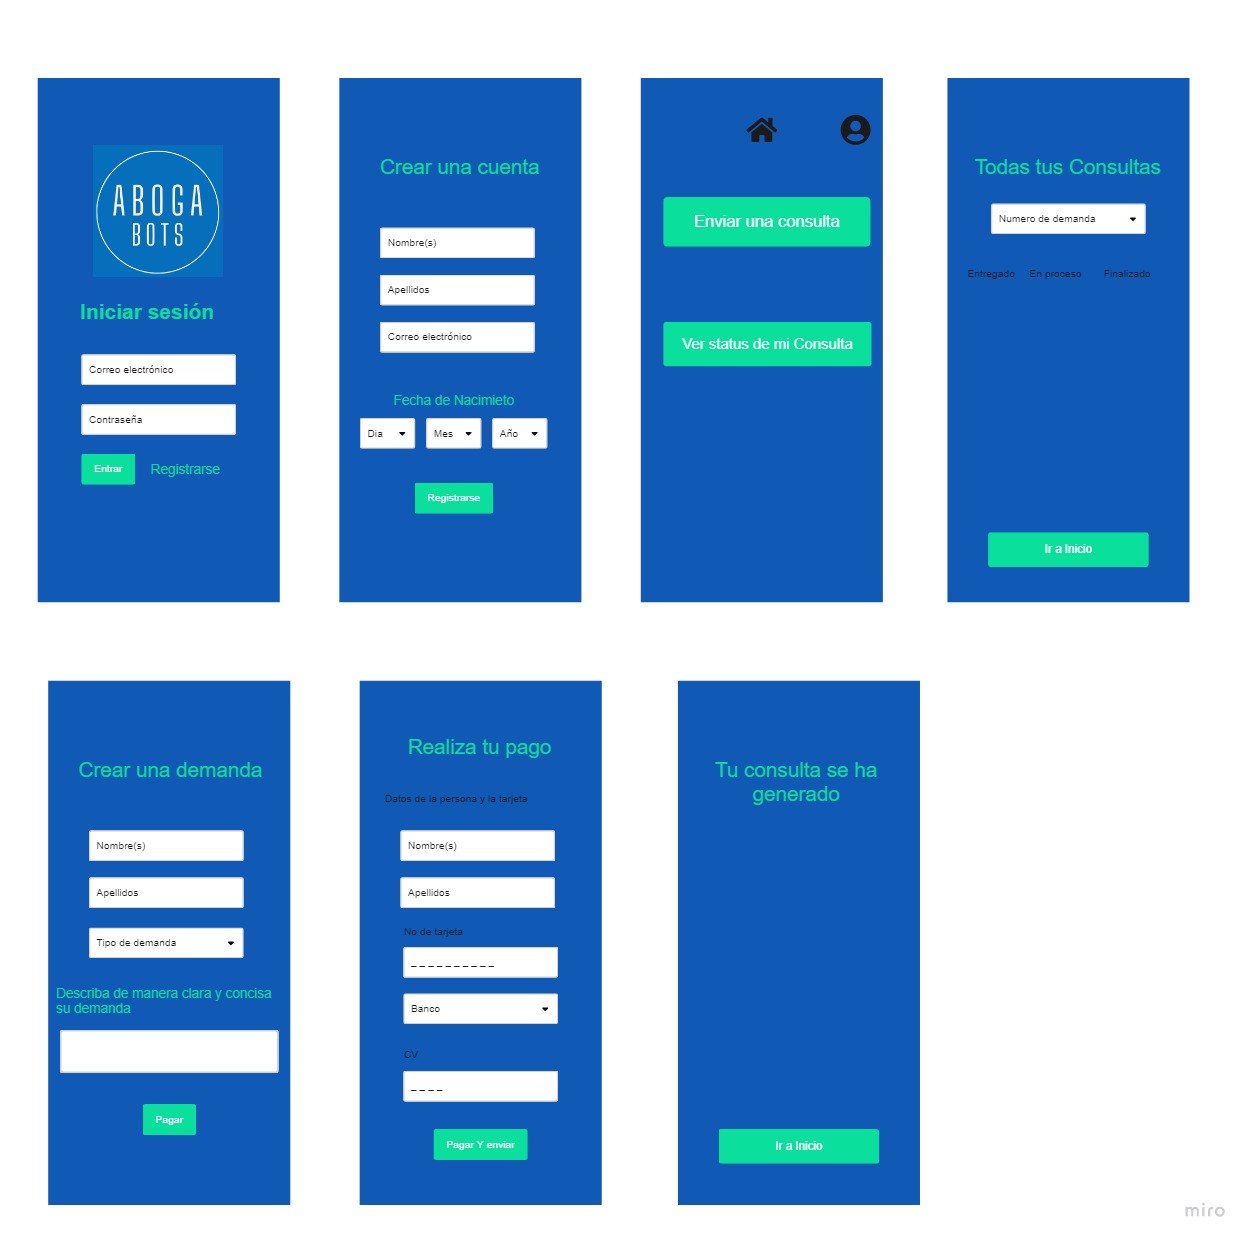 ABOGA
BOTS
Iniciar sesión
Correo electrónico
Contraseña
Entrar
Registrarse
Crear una cuenta
Nombre(s)
Apellidos
Correo electrónico
Fecha de Nacimieto
Dia
Mes
Año
Registrarse
Enviar una consulta
Ver status de mi Consulta
Todas tus Consultas
Numero de demanda
Entregado En proceso Finalizado
Ir a Inicio
Crear una demanda
Nombre(s)
Apellidos
Tipo de demanda
Describa de manera clara y concisa
su demanda
Pagar
Realiza tu pago
Datos de la persona y la tarjeta
Nombre(s)
Apellidos
No de tarjeta
_ _ _ _ _ _ _ _ _ _
Banco
CV
_ _ _ _
Pagar Y enviar
Tu consulta se ha
generado
Ir a Inicio
miro